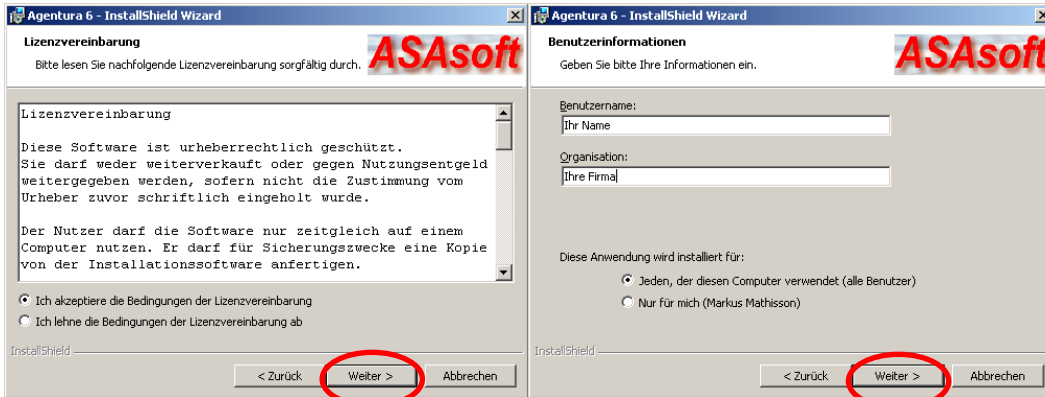 Agentura 6 - InstallShield Wizard
Lizenzvereinbarung
Bitte lesen Sie nachfolgende Lizenzvereinbarung sorgfältig durch.
ASAsoft
Lizenzvereinbarung
Diese Software ist urheberrechtlich geschützt.
Sie darf weder weiterverkauft oder gegen Nutzungsentgeld
weitergegeben werden, sofern nicht die Zustimmung vom
Urheber zuvor schriftlich eingeholt wurde.
Der Nutzer darf die Software nur zeitgleich auf einem
Computer nutzen. Er darf für Sicherungszwecke eine Kopie
von der Installationssoftware anfertigen.
Ich akzeptiere die Bedingungen der Lizenzvereinbarung
Ich lehne die Bedingungen der Lizenzvereinbarung ab
InstallShield
< Zurück
Weiter >
Abbrechen
Agentura 6 - InstallShield Wizard
Benutzerinformationen
Geben Sie bitte Ihre Informationen ein.
ASAsoft
Benutzername:
Ihr Name
Organisation:
Ihre Firma
Diese Anwendung wird installiert für:
Jeden, der diesen Computer verwendet (alle Benutzer)
Nur für mich (Markus Mathisson)
InstallShield
< Zurück
Weiter >
Abbrechen